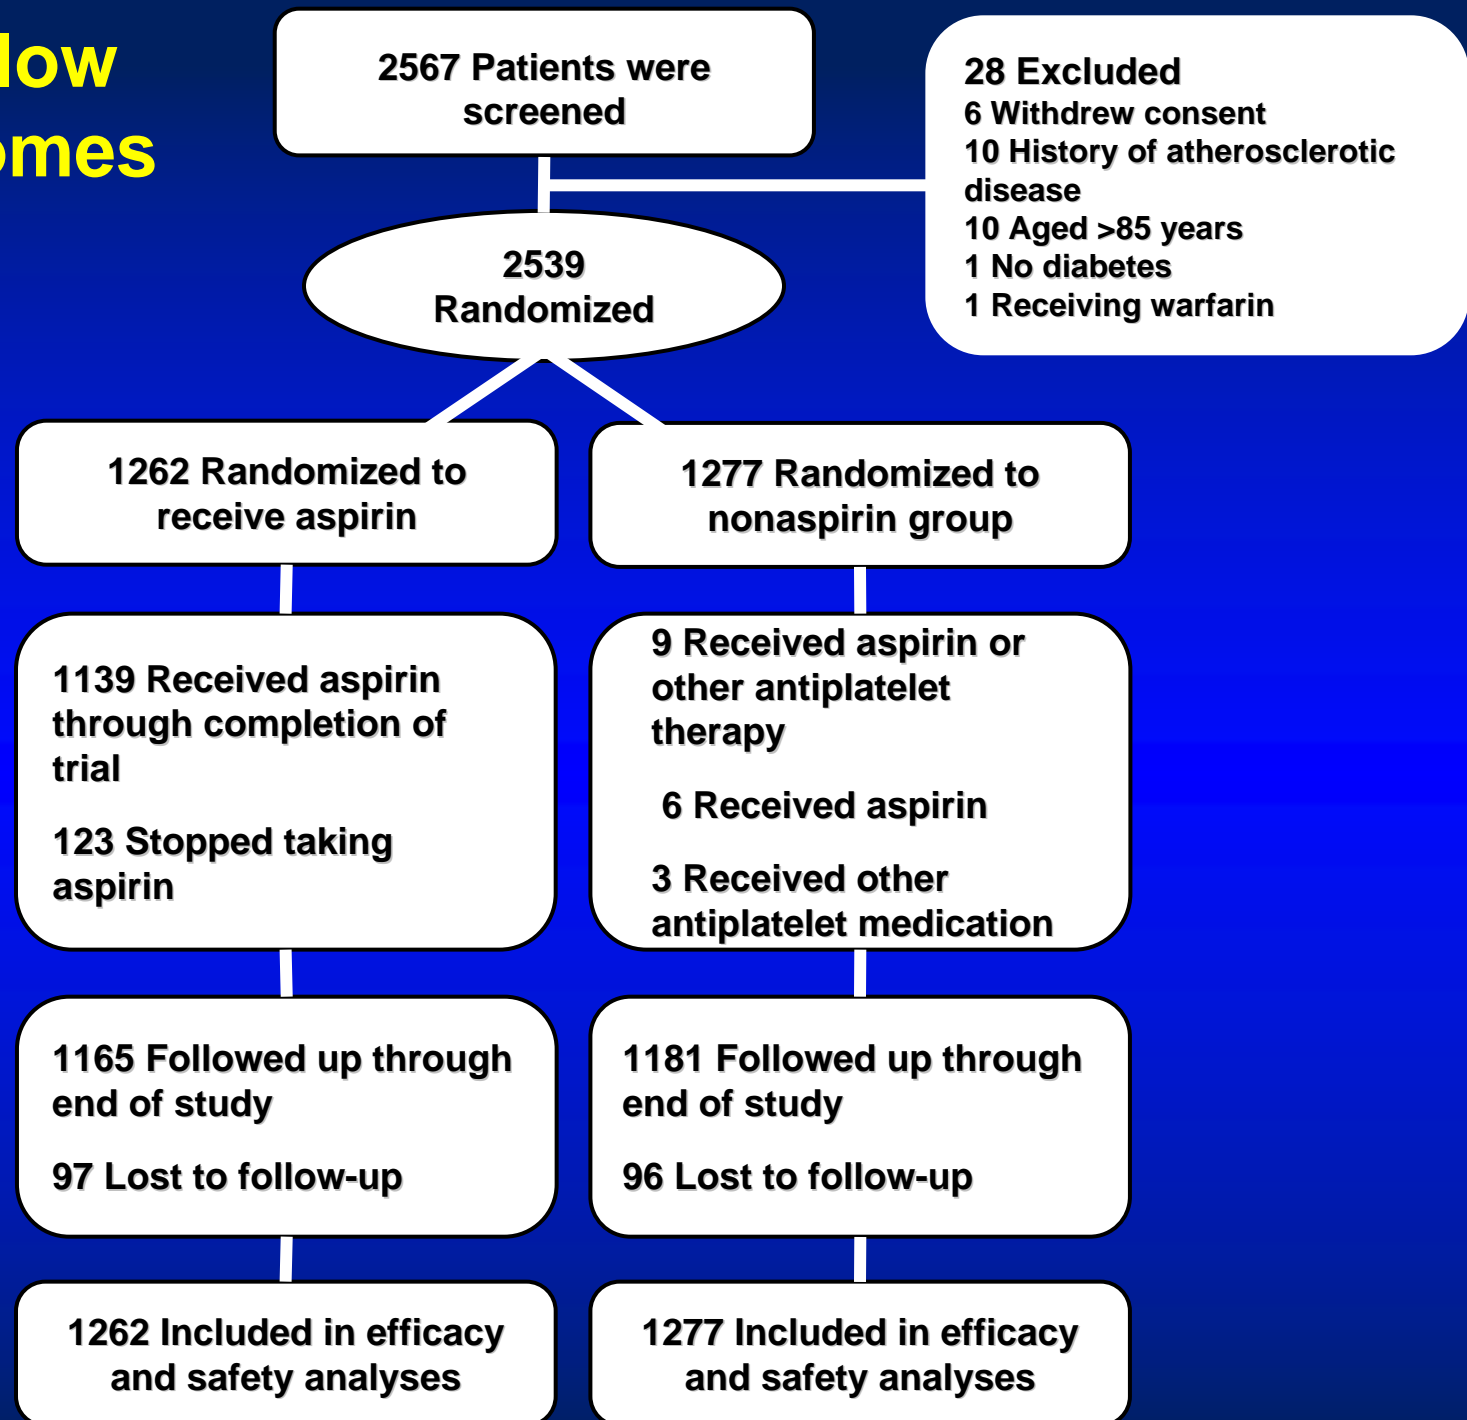 2567 Patients were
screened
28 Excluded
6 Withdrew consent
10 History of atherosclerotic
disease
10 Aged >85 years
1 No diabetes
1 Receiving warfarin
2539
Randomized
1262 Randomized to
receive aspirin
1277 Randomized to
nonaspirin group
1139 Received aspirin
through completion of
trial
123 Stopped taking
aspirin
9 Received aspirin or
other antiplatelet
therapy
6 Received aspirin
3 Received other
antiplatelet medication
1165 Followed up through
end of study
97 Lost to follow-up
1181 Followed up through
end of study
96 Lost to follow-up
1262 Included in efficacy
and safety analyses
1277 Included in efficacy
and safety analyses